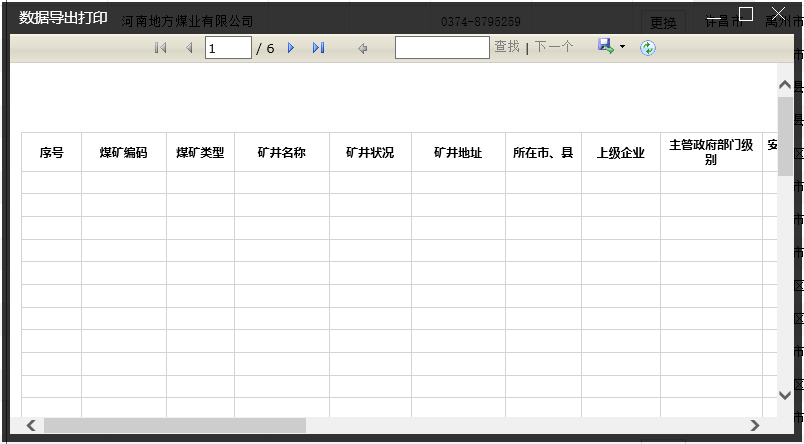 数据导出打印 河南地方煤业有限公司 0374-8795259 更换 许昌市 禹州市
1 / 6 查找 | 下一个
序号 煤矿编码 煤矿类型 矿井名称 矿井状况 矿井地址 所在市、县 上级企业 主管政府部门级别 安
市
县
县
区
市
市
市
区
区
市
区
市